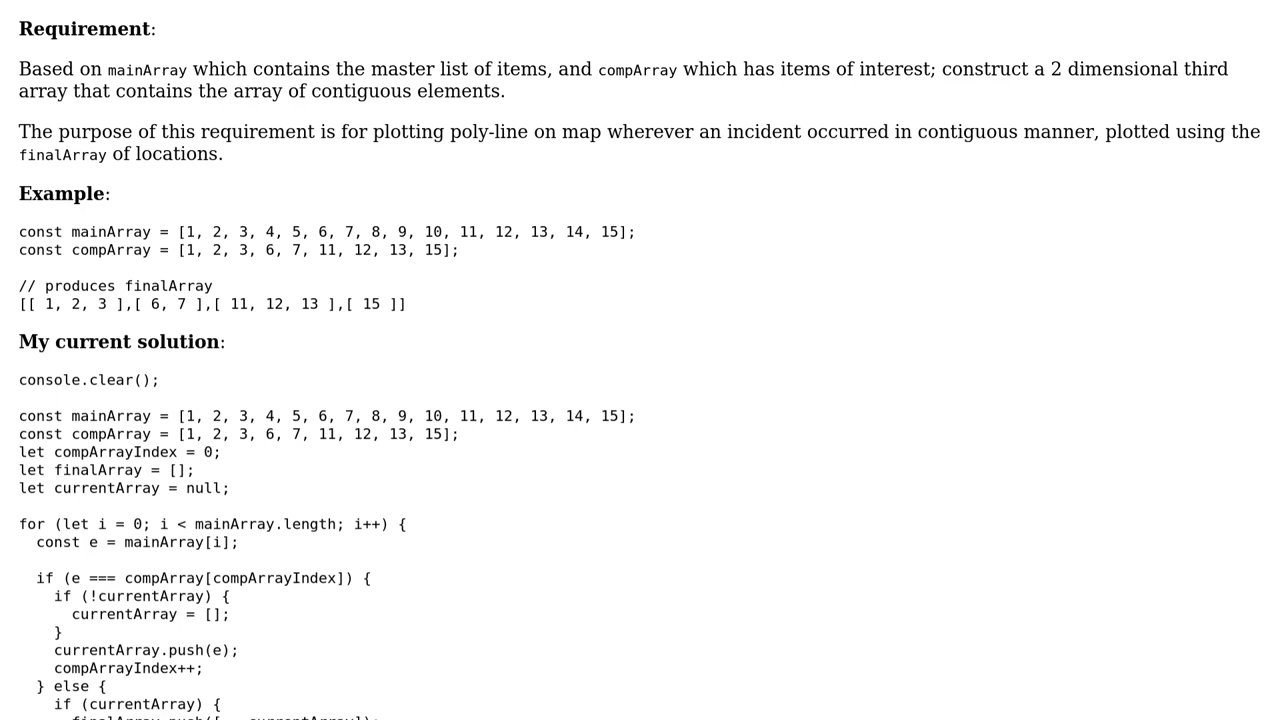 Requirement:
Based on mainArray which contains the master list of items, and compArray which has items of interest; construct a 2 dimensional third
array that contains the array of contiguous elements.
The purpose of this requirement is for plotting poly-line on map wherever an incident occurred in contiguous manner, plotted using the
finalArray of locations.
Example:
const mainArray = [1, 2, 3, 4, 5, 6, 7, 8, 9, 10, 11, 12, 13, 14, 15];
const compArray = [1, 2, 3, 6, 7, 11, 12, 13, 15];
// produces finalArray
[[ 1, 2, 3 ],[ 6, 7 ],[ 11, 12, 13 ],[ 15 ]]
My current solution:
console.clear();
const mainArray = [1, 2, 3, 4, 5, 6, 7, 8, 9, 10, 11, 12, 13, 14, 15];
const compArray = [1, 2, 3, 6, 7, 11, 12, 13, 15];
let compArrayIndex = 0;
let finalArray = [];
let currentArray = null;
for (let i = 0; i < mainArray.length; i++) {
const e = mainArray[i];
if (e === compArray[compArrayIndex]) {
if (!currentArray) {
currentArray = [];
}
currentArray.push(e);
compArrayIndex++;
} else {
if (currentArray) {